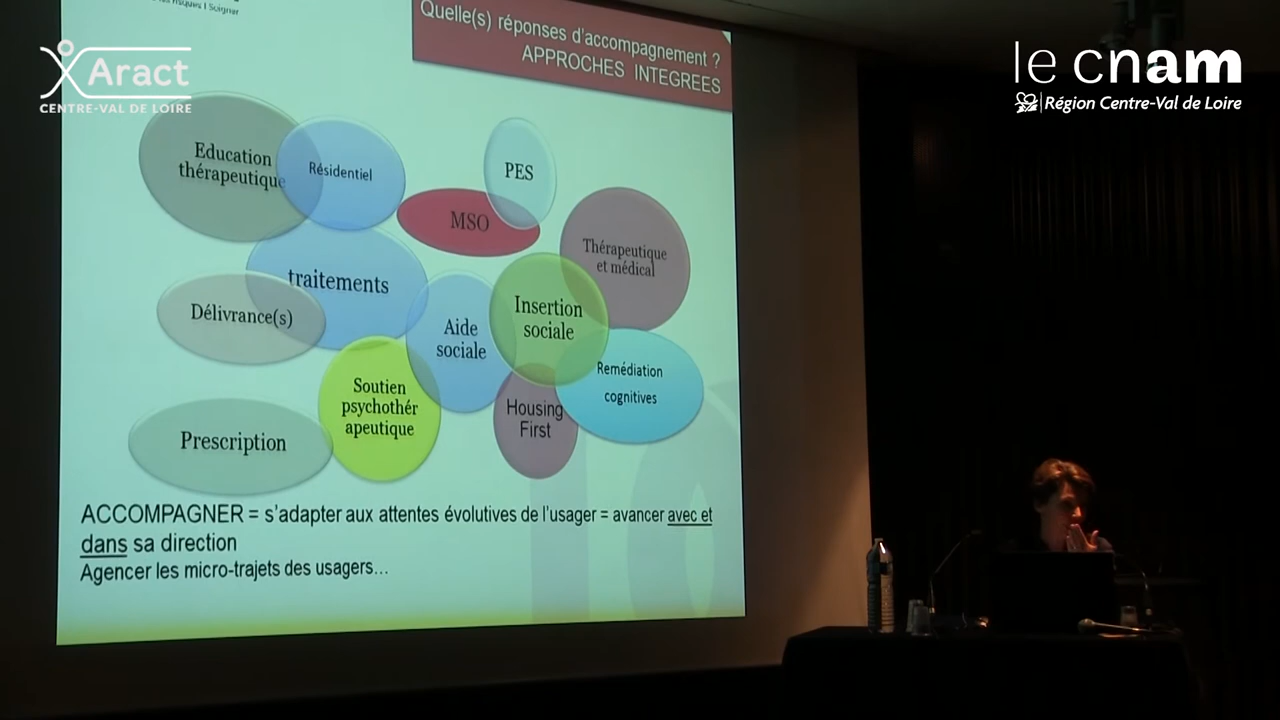 risques I Soigner
Quelle(s) réponses d'accompagnement ?
APPROCHES INTEGREES
Aract
CENTRE-VAL DE LOIRE
le cnam
Région Centre-Val de Loire
Education
thérapeutique
Résidentiel
PES
MSO
Thérapeutique
et médical
traitements
Délivrance(s)
Aide
sociale
Insertion
sociale
Remédiation
cognitives
Soutien
psychothér
apeutique
Housing
First
Prescription
ACCOMPAGNER = s'adapter aux attentes évolutives de l'usager = avancer avec et
dans sa direction
Agencer les micro-trajets des usagers…